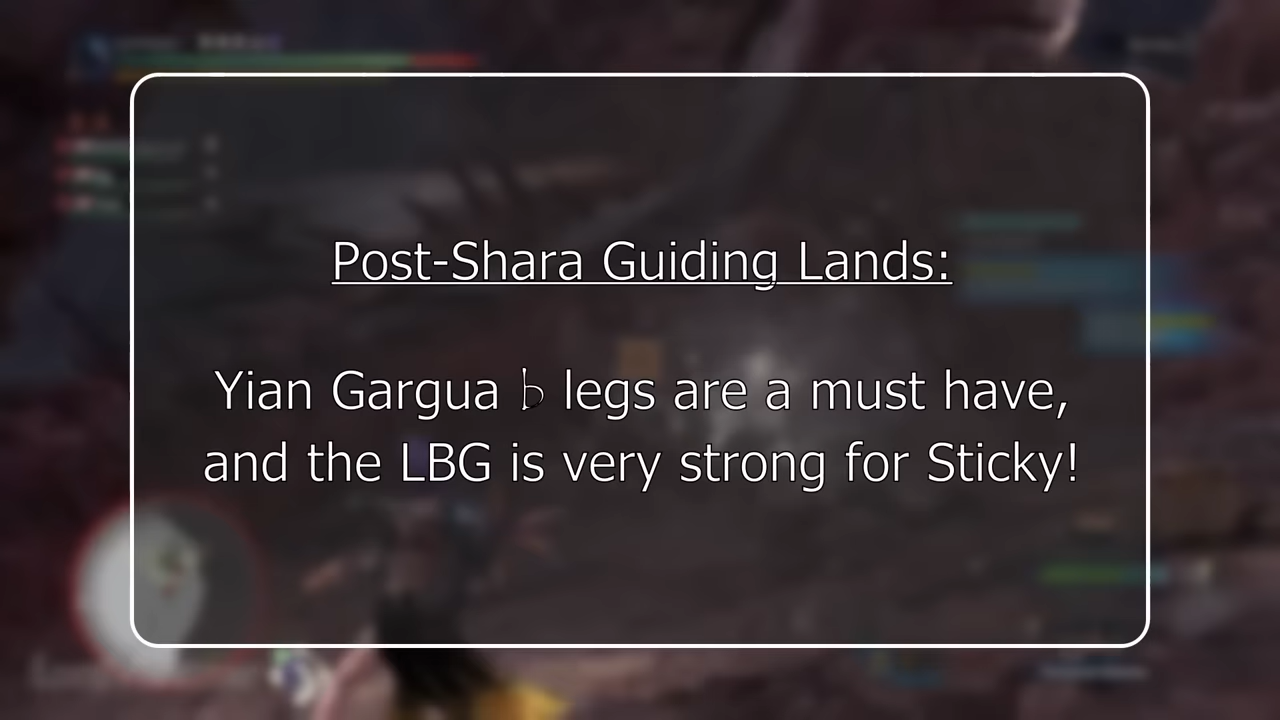 Post-Shara Guiding Lands:
Yian Gargua ♭ legs are a must have,
and the LBG is very strong for Sticky!